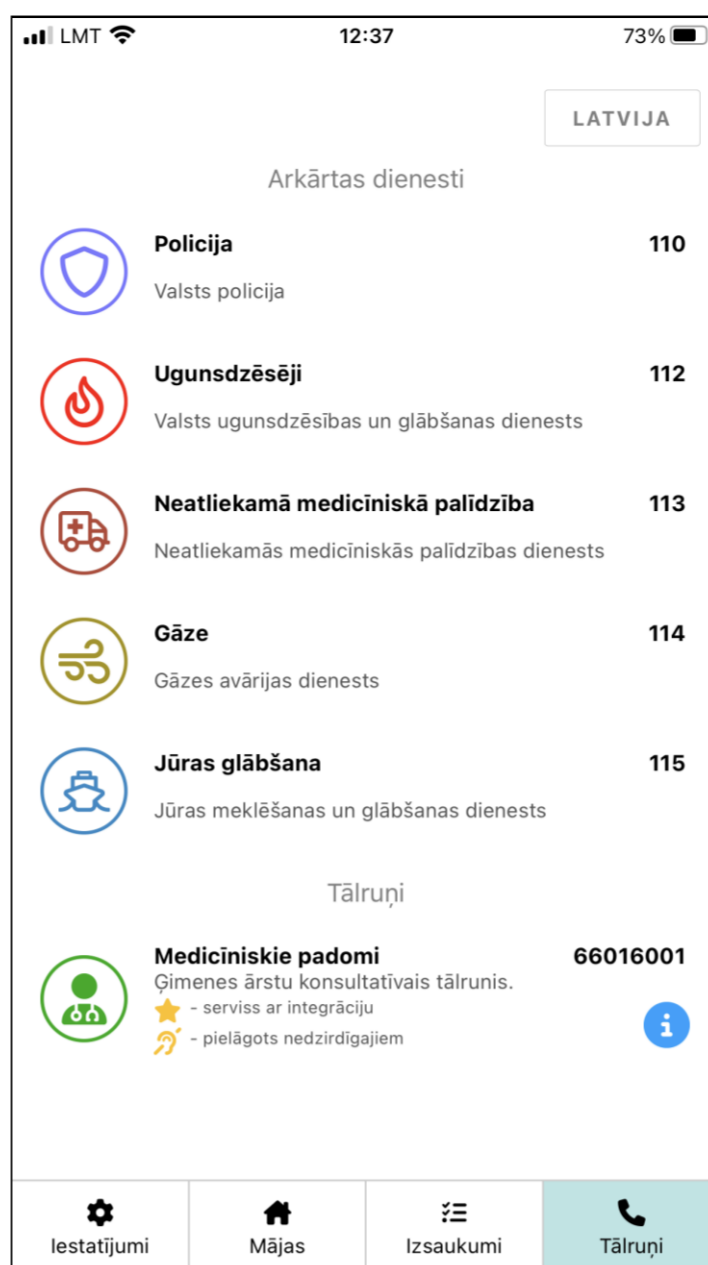 LMT 12:37 73%
LATVIJA
Arkārtas dienesti
Policija 110
Valsts policija
Ugunsdzēsēji 112
Valsts ugunsdzēsības un glābšanas dienests
Neatliekamā medicīniskā palīdzība 113
Neatliekamās medicīniskās palīdzības dienests
Gāze 114
Gāzes avārijas dienests
Jūras glābšana 115
Jūras meklēšanas un glābšanas dienests
Tālruņi
Medicīniskie padomi 66016001
Ģimenes ārstu konsultatīvais tālrunis.
- serviss ar integrāciju
- pielāgots nedzirdīgajiem
Iestatījumi Mājas Izsaukumi Tālruņi